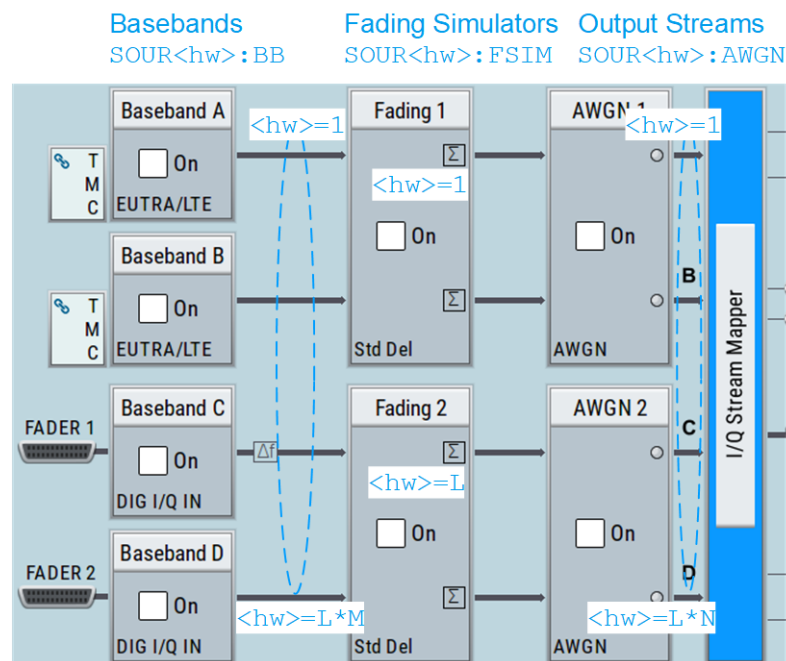 Basebands
SOUR<hw>:BB
Fading Simulators
SOUR<hw>:FSIM
Output Streams
SOUR<hw>:AWGN
Baseband A
On
EUTRA/LTE
T
M
C
<hw>=1
Fading 1
Σ
<hw>=1
On
Σ
Std Del
AWGN 1
<hw>=1
On
AWGN
B
I/Q Stream Mapper
Baseband B
On
EUTRA/LTE
T
M
C
FADER 1
Baseband C
On
DIG I/Q IN
Δf
Fading 2
Σ
<hw>=L
On
Σ
Std Del
AWGN 2
C
On
AWGN
D
<hw>=L*N
FADER 2
Baseband D
On
DIG I/Q IN
<hw>=L*M